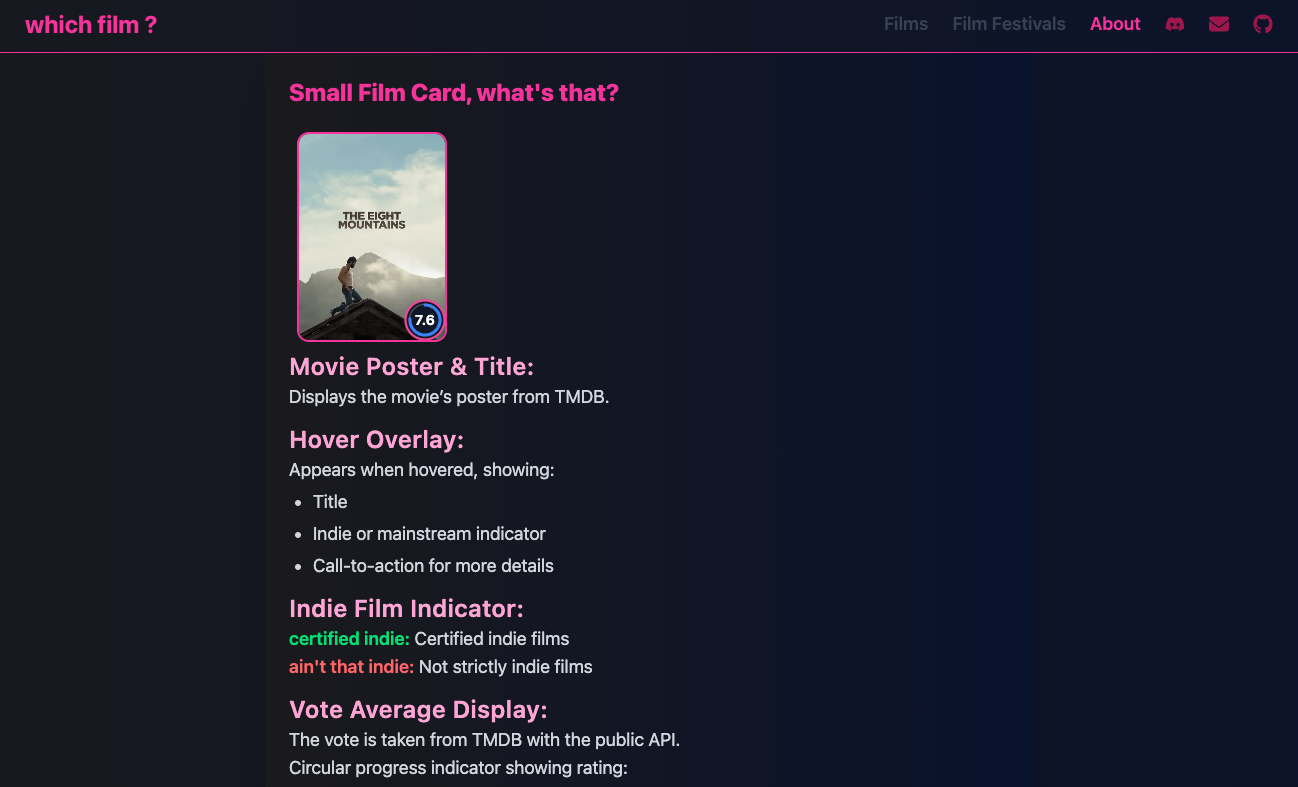 which film ?
Films Film Festivals About
Small Film Card, what's that?
THE EIGHT
MOUNTAINS
7.6
Movie Poster & Title:
Displays the movie’s poster from TMDB.
Hover Overlay:
Appears when hovered, showing:
• Title
• Indie or mainstream indicator
• Call-to-action for more details
Indie Film Indicator:
certified indie: Certified indie films
ain't that indie: Not strictly indie films
Vote Average Display:
The vote is taken from TMDB with the public API.
Circular progress indicator showing rating: